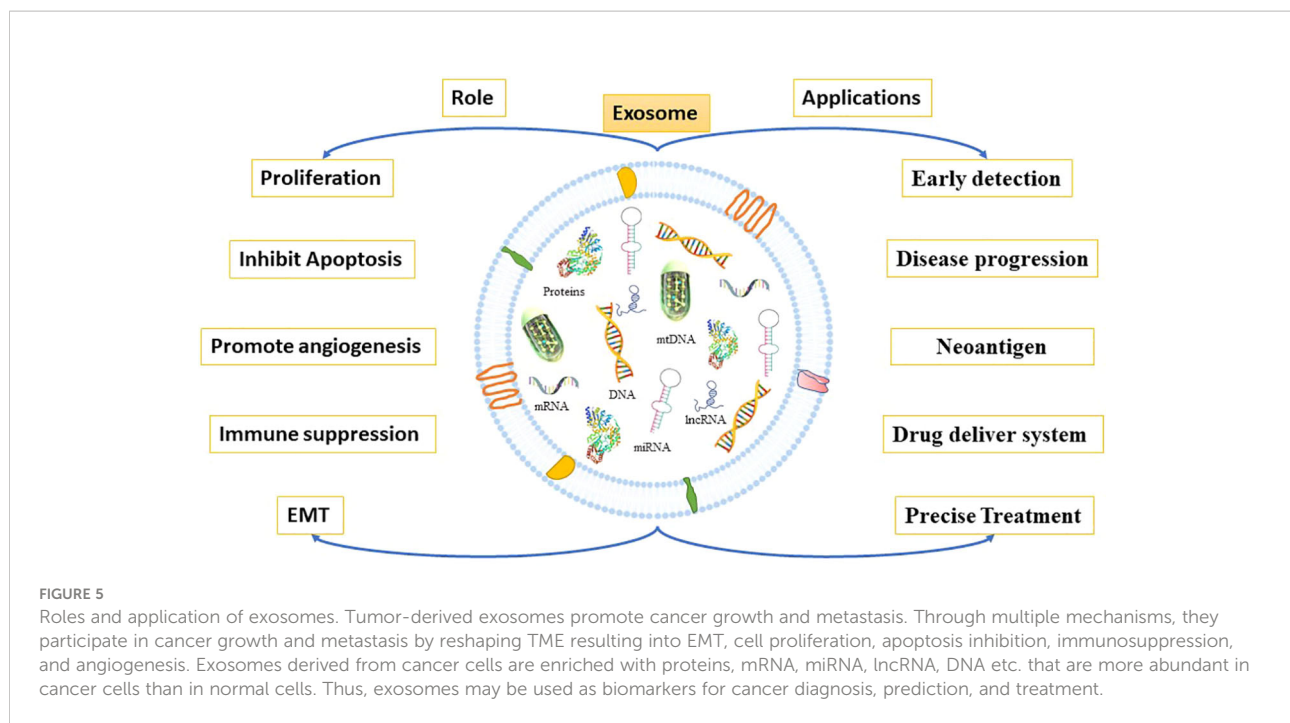 Role
Exosome
Applications
Proliferation
Early detection
Inhibit Apoptosis
Disease progression
Promote angiogenesis
Neoantigen
Immune suppression
Drug deliver system
EMT
Precise Treatment
Proteins
mtDNA
mRNA
DNA
lncRNA
miRNA
FIGURE 5
Roles and application of exosomes. Tumor-derived exosomes promote cancer growth and metastasis. Through multiple mechanisms, they
participate in cancer growth and metastasis by reshaping TME resulting into EMT, cell proliferation, apoptosis inhibition, immunosuppression,
and angiogenesis. Exosomes derived from cancer cells are enriched with proteins, mRNA, miRNA, lncRNA, DNA etc. that are more abundant in
cancer cells than in normal cells. Thus, exosomes may be used as biomarkers for cancer diagnosis, prediction, and treatment.